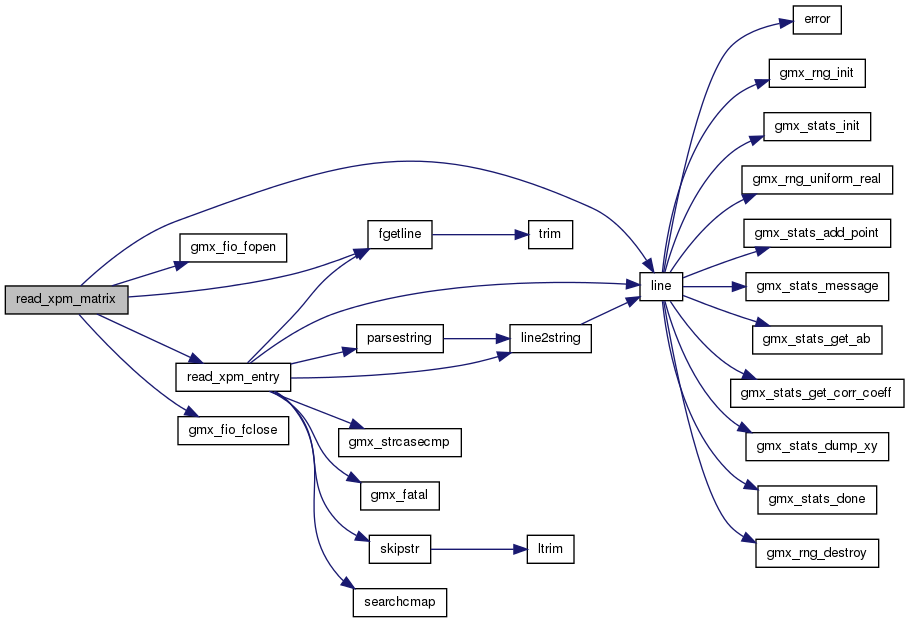 error
gmx_rng_init
gmx_stats_init
gmx_rng_uniform_real
gmx_fio_fopen
fgetline
trim
gmx_stats_add_point
read_xpm_matrix
line
gmx_stats_message
parsestring
line2string
gmx_stats_get_ab
read_xpm_entry
gmx_stats_get_corr_coeff
gmx_fio_fclose
gmx_strcasecmp
gmx_stats_dump_xy
gmx_fatal
gmx_stats_done
skipstr
ltrim
gmx_rng_destroy
searchcmap